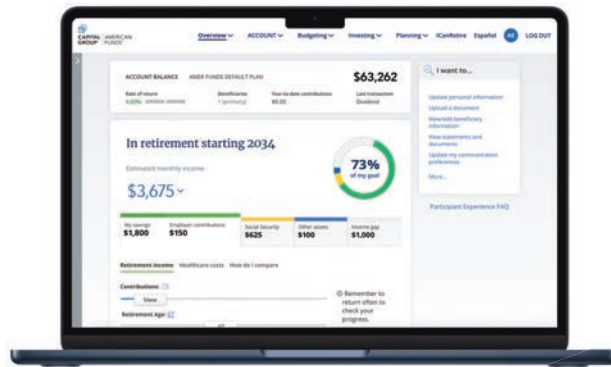 CAPITAL GROUP | AMERICAN FUNDS
Overview ACCOUNT Budgeting Investing Planning ICanRetire Español AE LOG OUT
ACCOUNT BALANCE AMER FUNDS DEFAULT PLAN $63,262
Rate of return Beneficiaries Year-to-date contributions Last transaction
1 (primary) $0.00 Dividend
I want to...
Update personal information
Upload a document
View/edit beneficiary
information
View statements and
documents
Update my communication
preferences
More...
Participant Experience FAQ
In retirement starting 2034
Estimated monthly income
$3,675
73%
of my goal
My savings Employer contributions Social Security Other assets Income gap
$1,800 $150 $625 $100 $1,000
Retirement income Healthcare costs How do I compare
Contributions
View
Retirement Age
Remember to
return often to
check your
progress.